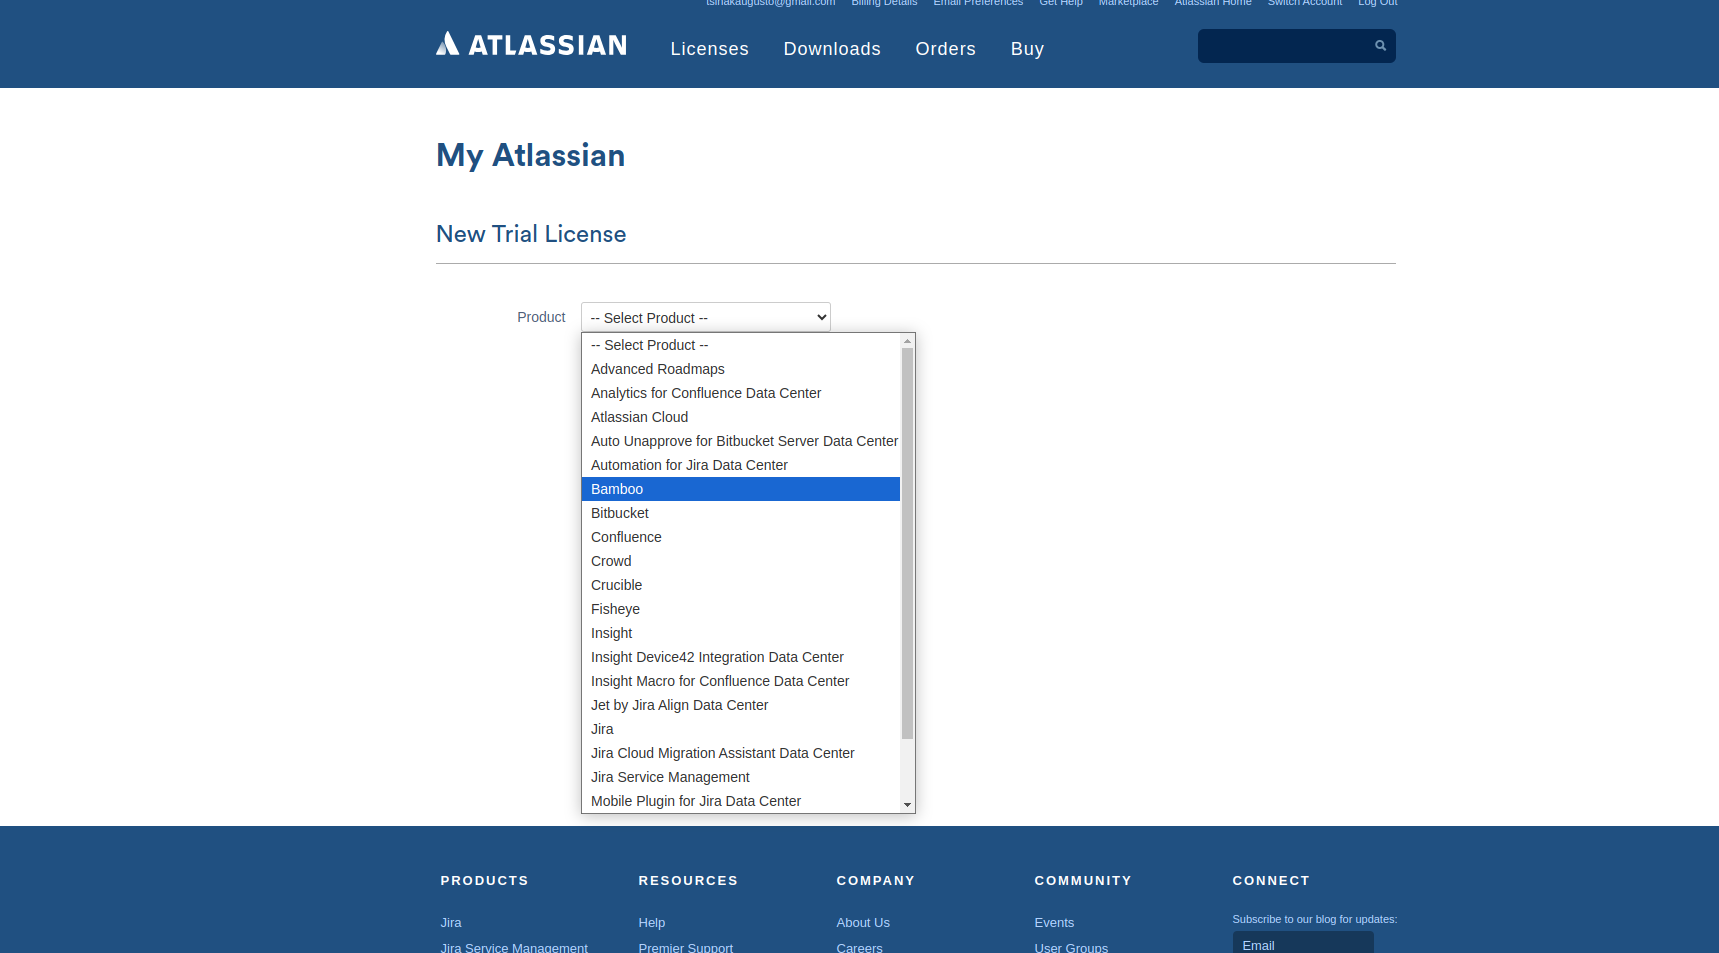 tsinakaugusto@gmail.com Billing Details Email Preferences Get Help Marketplace Atlassian Home Switch Account Log Out
ATLASSIAN Licenses Downloads Orders Buy
My Atlassian
New Trial License
Product -- Select Product --
-- Select Product --
Advanced Roadmaps
Analytics for Confluence Data Center
Atlassian Cloud
Auto Unapprove for Bitbucket Server Data Center
Automation for Jira Data Center
Bamboo
Bitbucket
Confluence
Crowd
Crucible
Fisheye
Insight
Insight Device42 Integration Data Center
Insight Macro for Confluence Data Center
Jet by Jira Align Data Center
Jira
Jira Cloud Migration Assistant Data Center
Jira Service Management
Mobile Plugin for Jira Data Center
PRODUCTS RESOURCES COMPANY COMMUNITY CONNECT
Jira Help About Us Events Subscribe to our blog for updates:
Jira Service Management Premier Support Careers User Groups Email